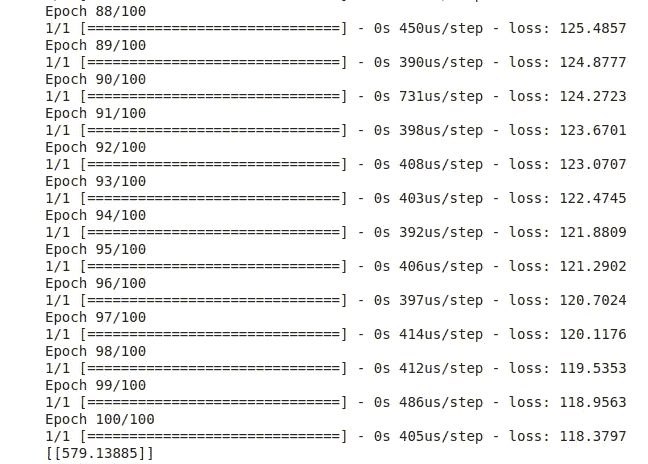 Epoch 88/100
1/1 [==============================] - 0s 450us/step - loss: 125.4857
Epoch 89/100
1/1 [==============================] - 0s 390us/step - loss: 124.8777
Epoch 90/100
1/1 [==============================] - 0s 731us/step - loss: 124.2723
Epoch 91/100
1/1 [==============================] - 0s 398us/step - loss: 123.6701
Epoch 92/100
1/1 [==============================] - 0s 408us/step - loss: 123.0707
Epoch 93/100
1/1 [==============================] - 0s 403us/step - loss: 122.4745
Epoch 94/100
1/1 [==============================] - 0s 392us/step - loss: 121.8809
Epoch 95/100
1/1 [==============================] - 0s 406us/step - loss: 121.2902
Epoch 96/100
1/1 [==============================] - 0s 397us/step - loss: 120.7024
Epoch 97/100
1/1 [==============================] - 0s 414us/step - loss: 120.1176
Epoch 98/100
1/1 [==============================] - 0s 412us/step - loss: 119.5353
Epoch 99/100
1/1 [==============================] - 0s 486us/step - loss: 118.9563
Epoch 100/100
1/1 [==============================] - 0s 405us/step - loss: 118.3797
[[579.13885]]